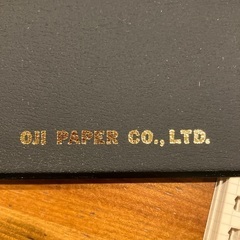 OJI PAPER CO., LTD.